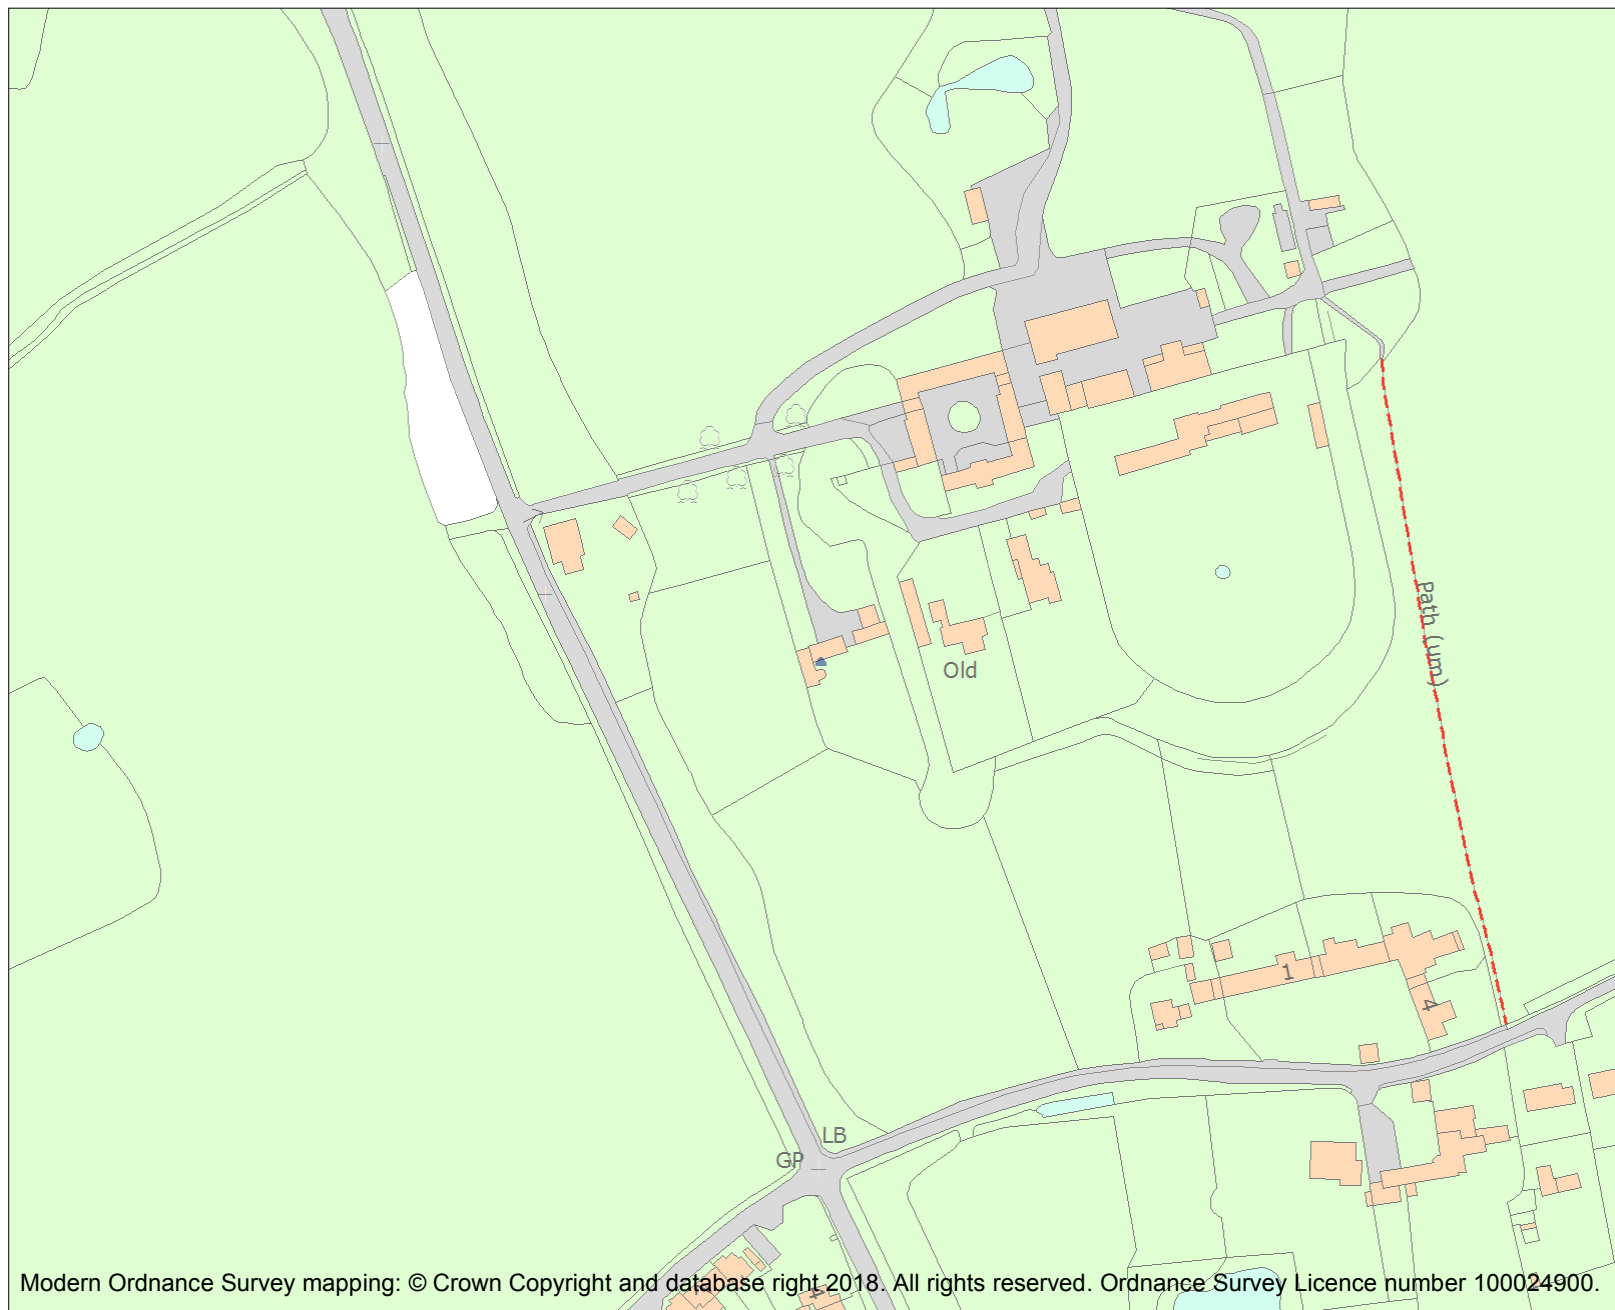 Path (um)
Old
1
4
LB
GP
4
Modern Ordnance Survey mapping: © Crown Copyright and database right 2018. All rights reserved. Ordnance Survey Licence number 100024900.